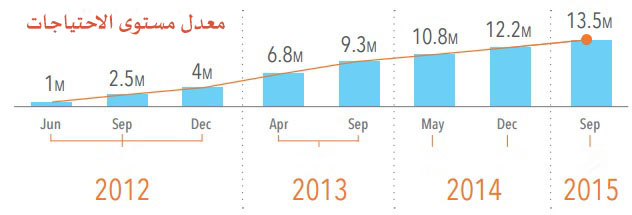 معدل مستوى الاحتياجات
1M
2.5M
4M
6.8M
9.3M
10.8M
12.2M
13.5M
Jun Sep Dec Apr Sep May Dec Sep
2012 2013 2014 2015